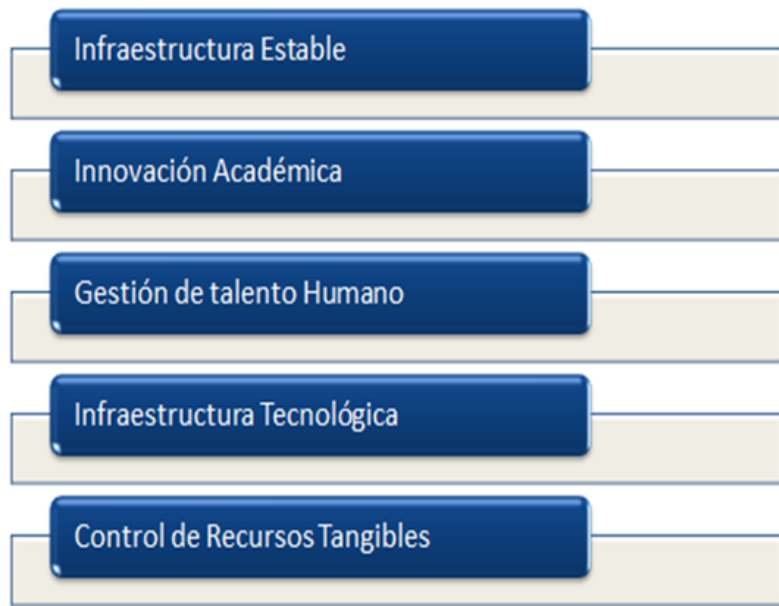 Infraestructura Estable
Innovación Académica
Gestión de talento Humano
Infraestructura Tecnológica
Control de Recursos Tangibles